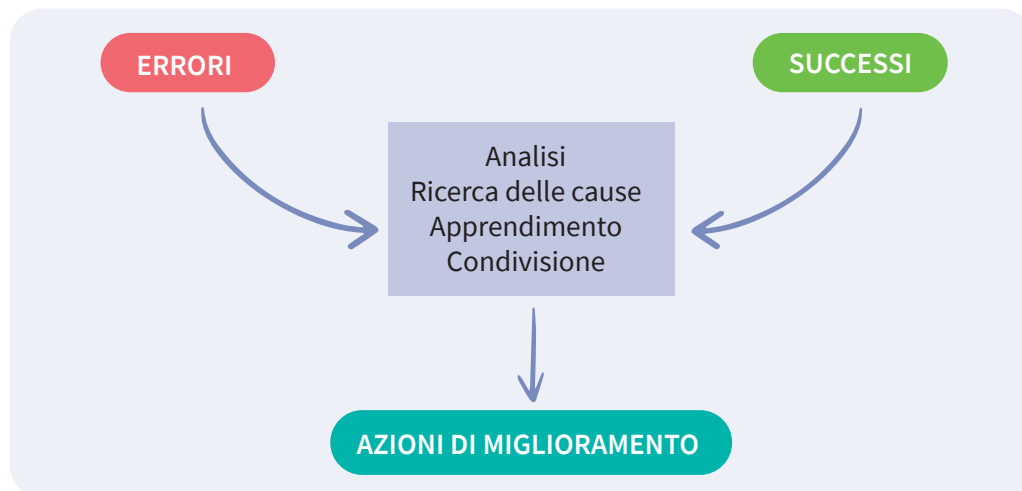 ERRORI
SUCCESSI
Analisi
Ricerca delle cause
Apprendimento
Condivisione
AZIONI DI MIGLIORAMENTO